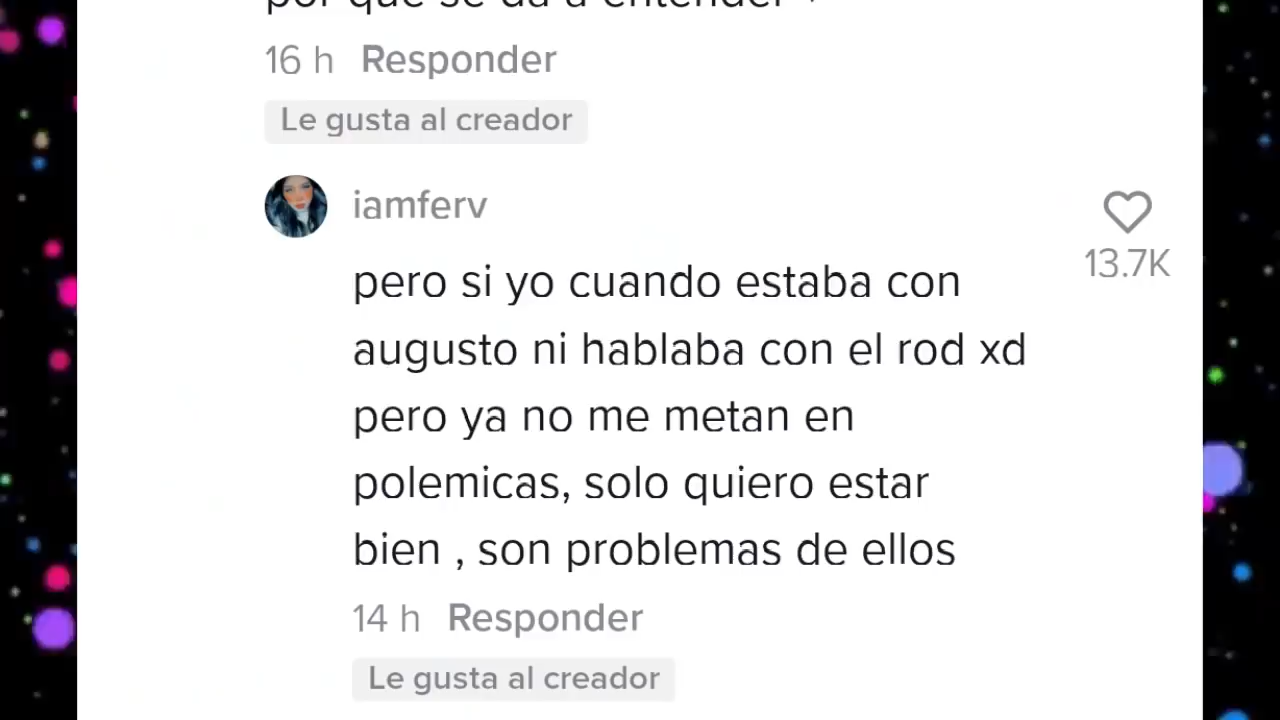 por que se da a entender
16 h Responder
Le gusta al creador
iamferv
13.7K
pero si yo cuando estaba con
augusto ni hablaba con el rod xd
pero ya no me metan en
polemicas, solo quiero estar
bien , son problemas de ellos
14 h Responder
Le gusta al creador